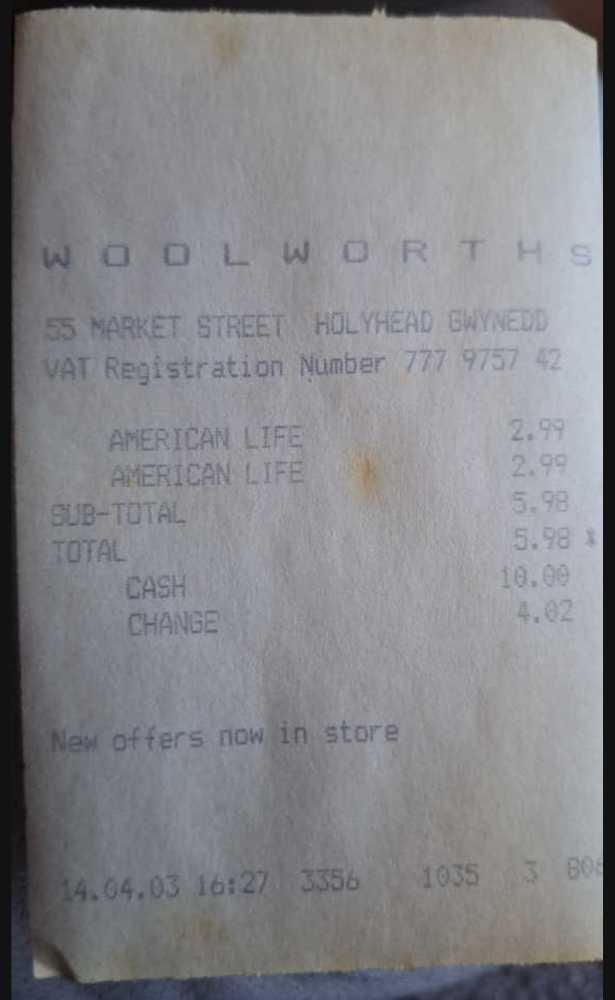 WOOLWORTHS
55 MARKET STREET HOLYHEAD GWYNEDD
VAT Registration Number 777 9757 42
AMERICAN LIFE 2.99
AMERICAN LIFE 2.99
SUB-TOTAL 5.98
TOTAL 5.98 *
CASH 10.00
CHANGE 4.02
New offers now in store
14.04.03 16:27 3356 1035 3